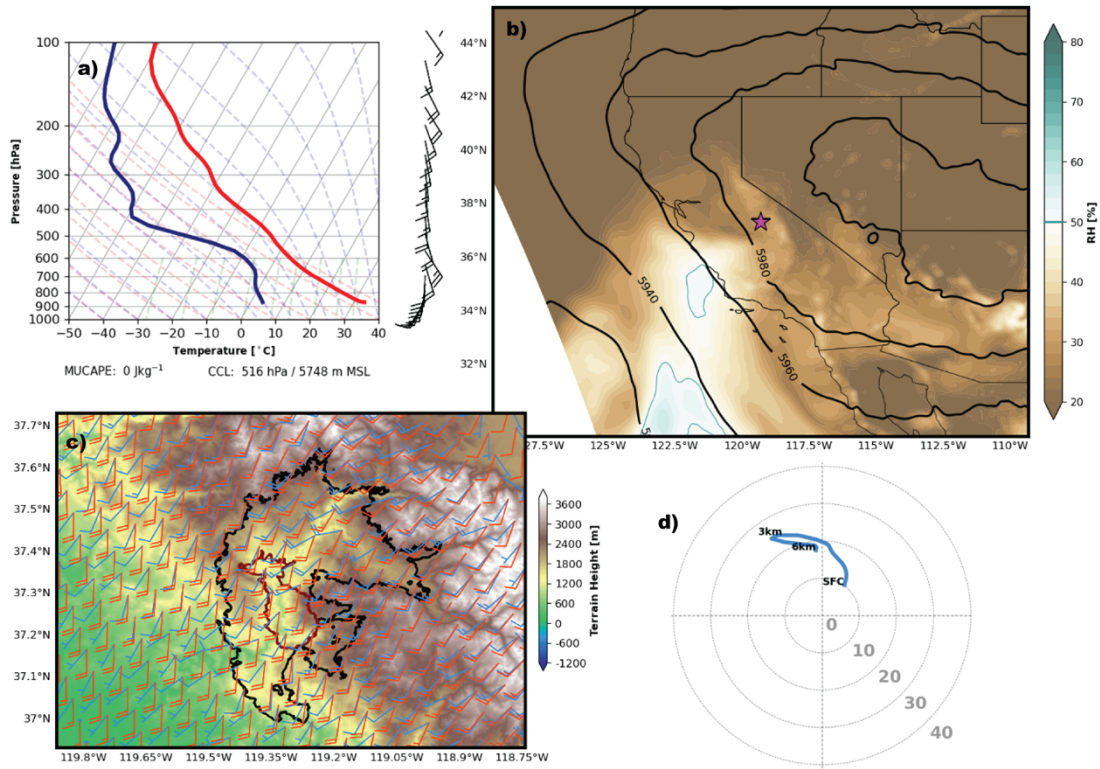 a)
100
200
300
400
500
600
700
800
900
1000
Pressure [hPa]
−50 −40 −30 −20 −10 0 10 20 30 40
Temperature [˚C]
MUCAPE: 0 Jkg⁻¹ CCL: 516 hPa / 5748 m MSL
b)
44°N
42°N
40°N
38°N
36°N
34°N
32°N
5940
5980
5960
127.5°W 125°W 122.5°W 120°W 117.5°W 115°W 112.5°W 110°W
80
70
60
50
40
30
20
RH [%]
c)
37.7°N
37.6°N
37.5°N
37.4°N
37.3°N
37.2°N
37.1°N
37°N
119.8°W 119.65°W 119.5°W 119.35°W 119.2°W 119.05°W 118.9°W 118.75°W
3600
3000
2400
1800
1200
600
0
-600
-1200
Terrain Height [m]
d)
3km
6km
SFC
0
10
20
30
40